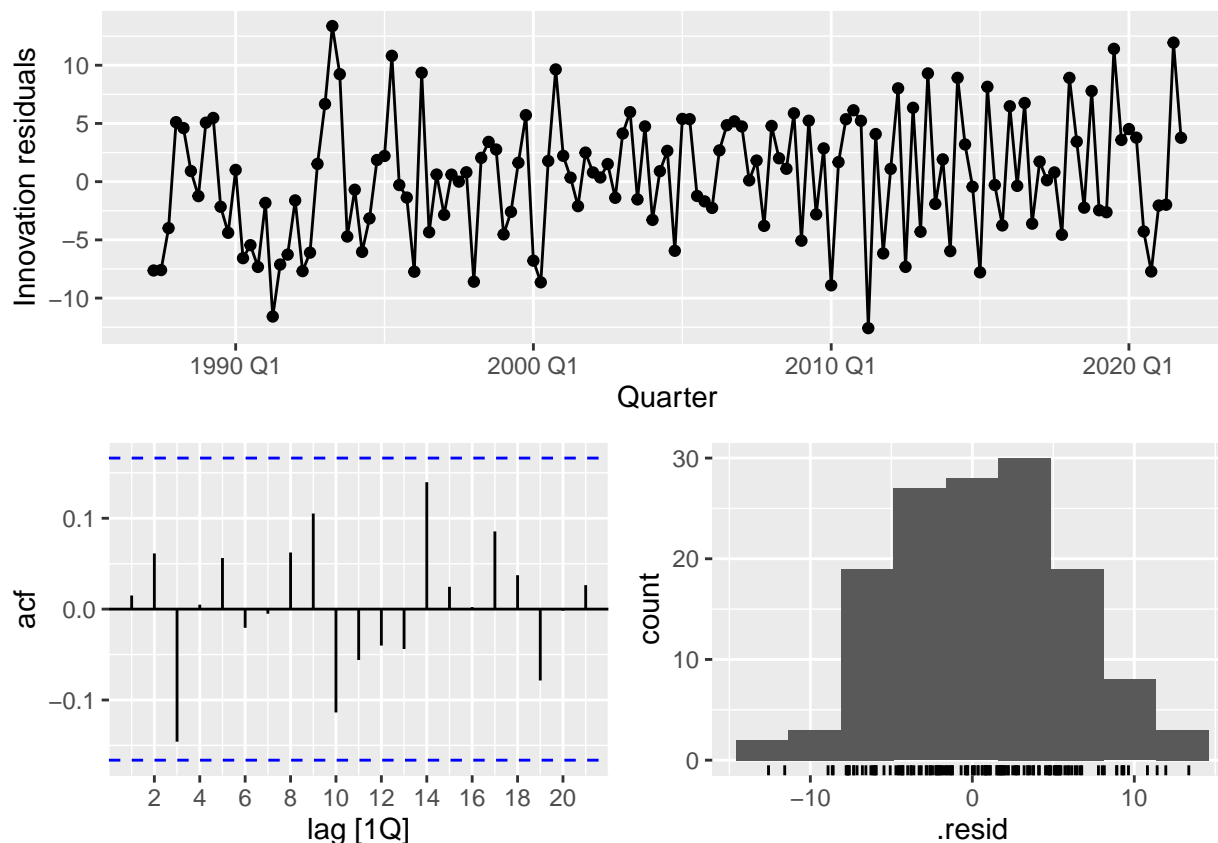 Innovation residuals
10
5
0
−5
−10
1990 Q1 2000 Q1 2010 Q1 2020 Q1
Quarter
acf
0.1
0.0
−0.1
2 4 6 8 10 12 14 16 18 20
lag [1Q]
count
30
20
10
0
−10 0 10
.resid